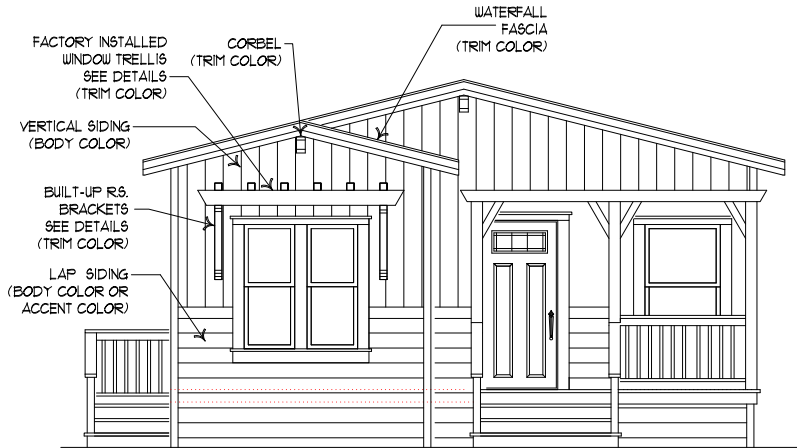 WATERFALL
FASCIA
(TRIM COLOR)
CORBEL
(TRIM COLOR)
FACTORY INSTALLED
WINDOW TRELLIS
SEE DETAILS
(TRIM COLOR)
VERTICAL SIDING
(BODY COLOR)
BUILT-UP R.S.
BRACKETS
SEE DETAILS
(TRIM COLOR)
LAP SIDING
(BODY COLOR OR
ACCENT COLOR)